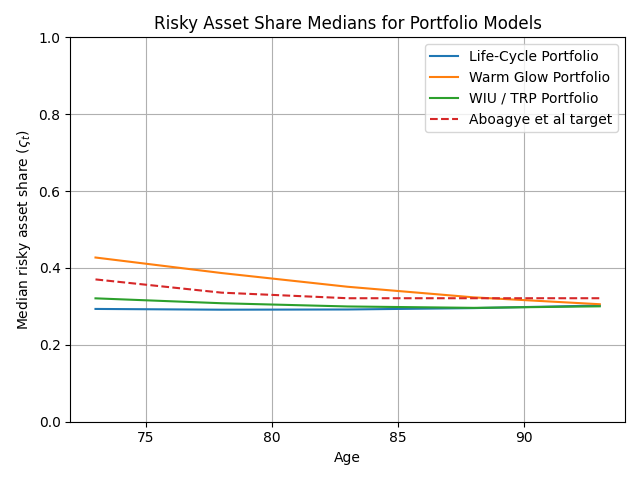 Risky Asset Share Medians for Portfolio Models
Life-Cycle Portfolio
Warm Glow Portfolio
WIU / TRP Portfolio
Aboagye et al target
Median risky asset share (ςₜ)
1.0
0.8
0.6
0.4
0.2
0.0
75
80
85
90
Age